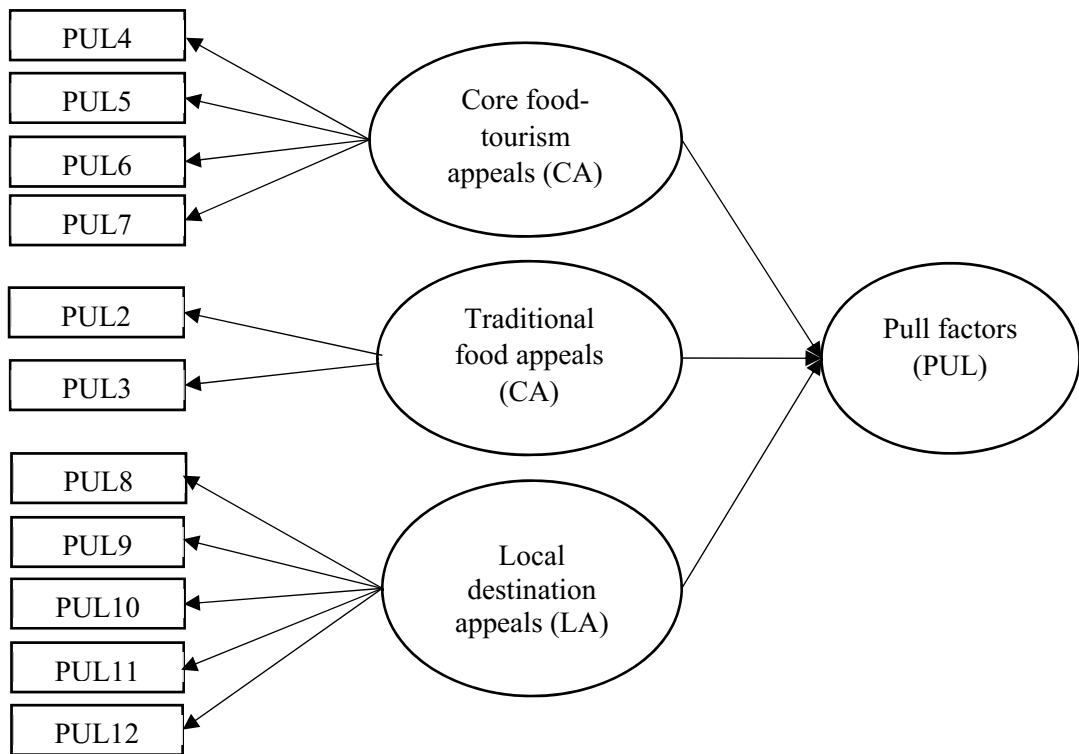 PUL4
PUL5
PUL6
PUL7
Core food-
tourism
appeals (CA)
PUL2
PUL3
Traditional
food appeals
(CA)
Pull factors
(PUL)
PUL8
PUL9
PUL10
PUL11
PUL12
Local
destination
appeals (LA)